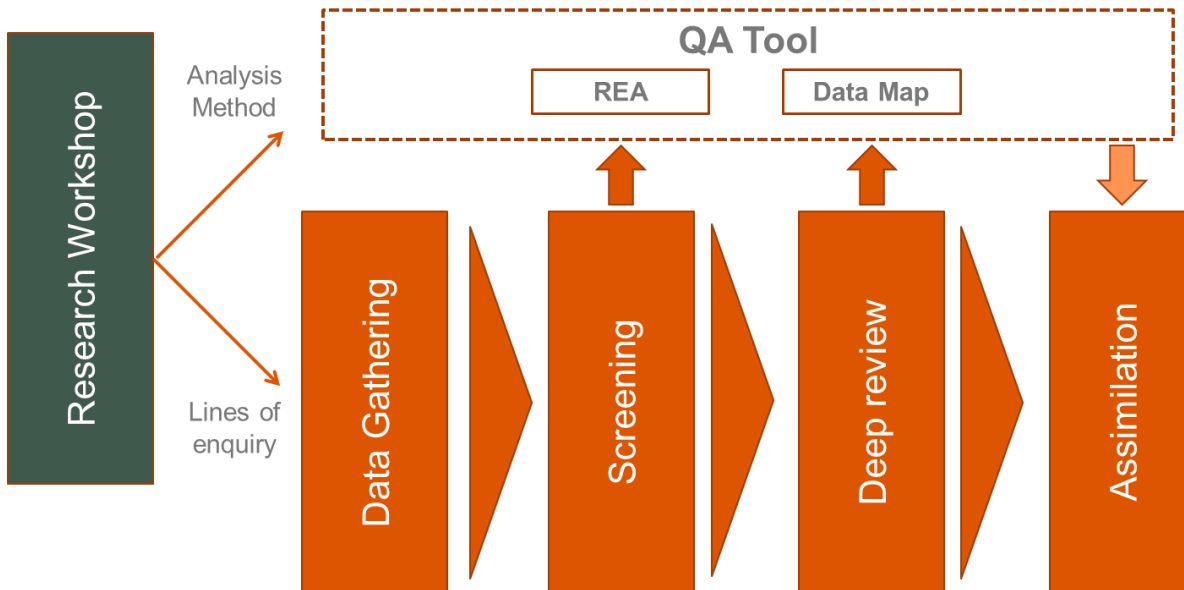 Research Workshop
Analysis
Method
Lines of
enquiry
QA Tool
REA
Data Map
Data Gathering
Screening
Deep review
Assimilation